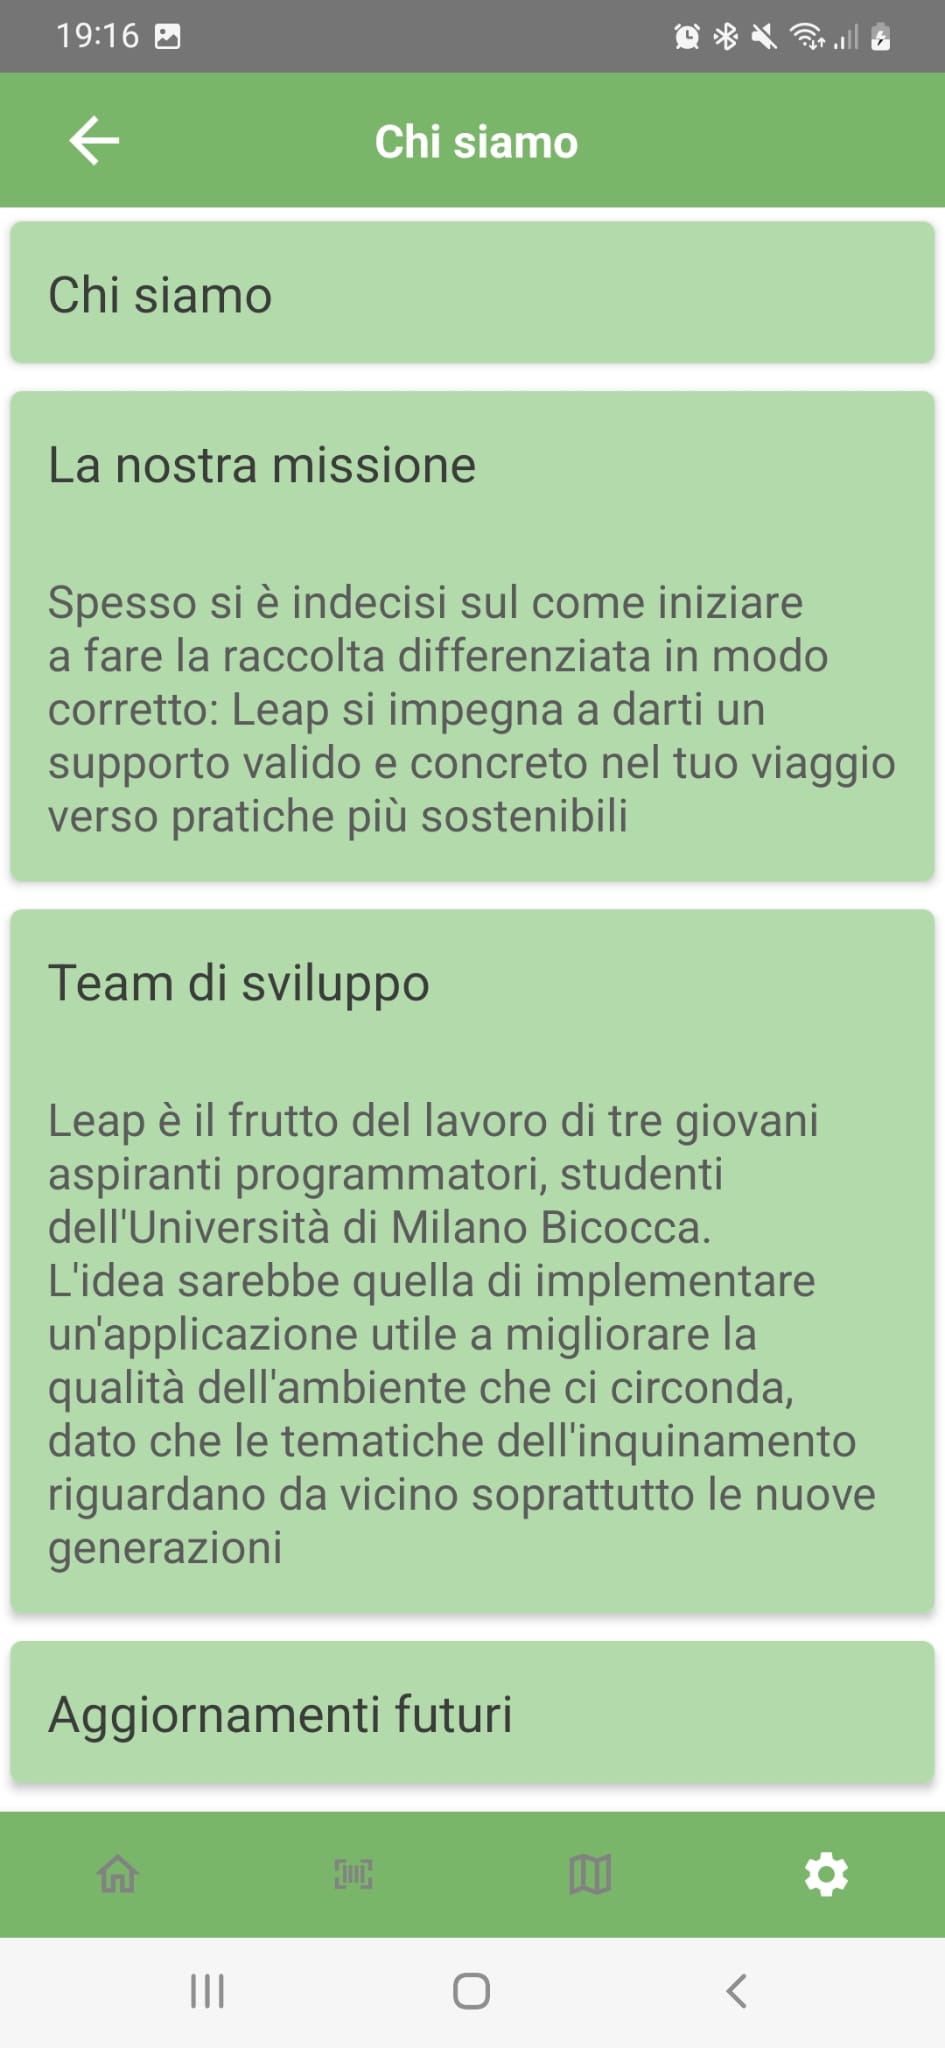 19:16
Chi siamo
Chi siamo
La nostra missione
Spesso si è indecisi sul come iniziare
a fare la raccolta differenziata in modo
corretto: Leap si impegna a darti un
supporto valido e concreto nel tuo viaggio
verso pratiche più sostenibili
Team di sviluppo
Leap è il frutto del lavoro di tre giovani
aspiranti programmatori, studenti
dell'Università di Milano Bicocca.
L'idea sarebbe quella di implementare
un'applicazione utile a migliorare la
qualità dell'ambiente che ci circonda,
dato che le tematiche dell'inquinamento
riguardano da vicino soprattutto le nuove
generazioni
Aggiornamenti futuri